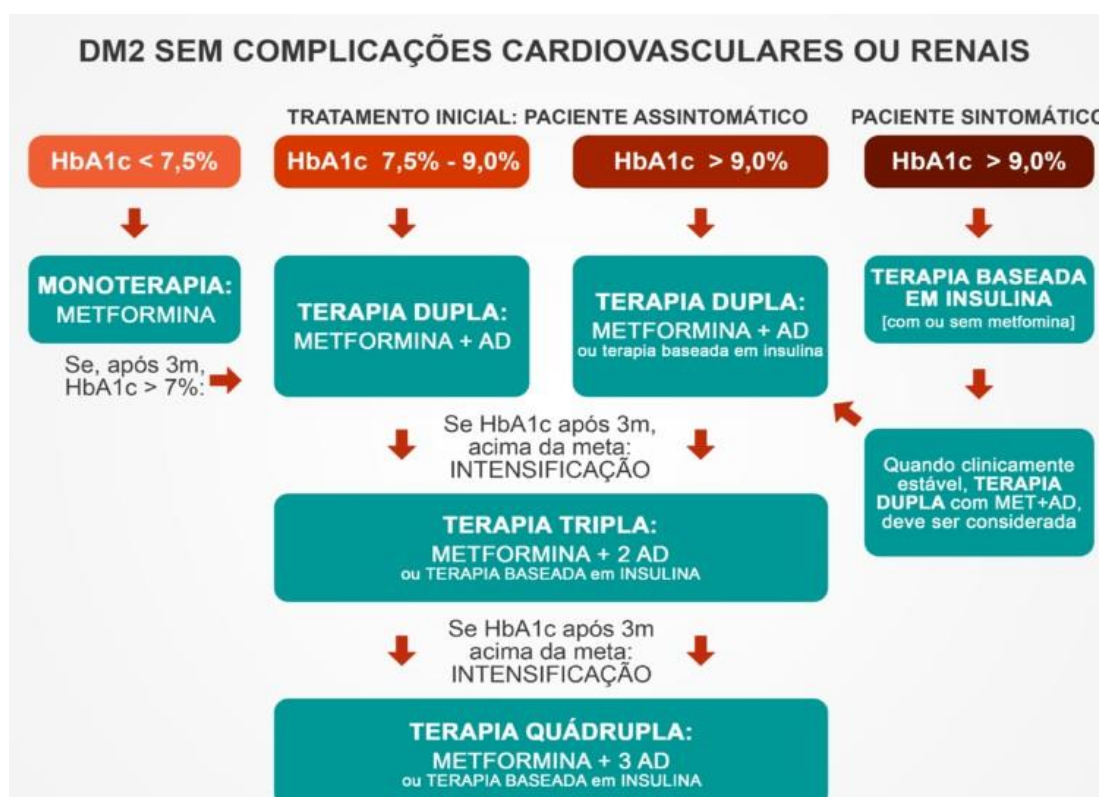 DM2 SEM COMPLICAÇÕES CARDIOVASCULARES OU RENAIS
TRATAMENTO INICIAL: PACIENTE ASSINTOMÁTICO
PACIENTE SINTOMÁTICO
HbA1c < 7,5%
HbA1c 7,5% - 9,0%
HbA1c > 9,0%
HbA1c > 9,0%
MONOTERAPIA:
METFORMINA
Se, após 3m,
HbA1c > 7%:
TERAPIA DUPLA:
METFORMINA + AD
TERAPIA DUPLA:
METFORMINA + AD
ou terapia baseada em insulina
TERAPIA BASEADA
EM INSULINA
[com ou sem metfomina]
Quando clinicamente
estável, TERAPIA
DUPLA com MET+AD,
deve ser considerada
Se HbA1c após 3m,
acima da meta:
INTENSIFICAÇÃO
TERAPIA TRIPLA:
METFORMINA + 2 AD
ou TERAPIA BASEADA em INSULINA
Se HbA1c após 3m
acima da meta:
INTENSIFICAÇÃO
TERAPIA QUÁDRUPLA:
METFORMINA + 3 AD
ou TERAPIA BASEADA em INSULINA